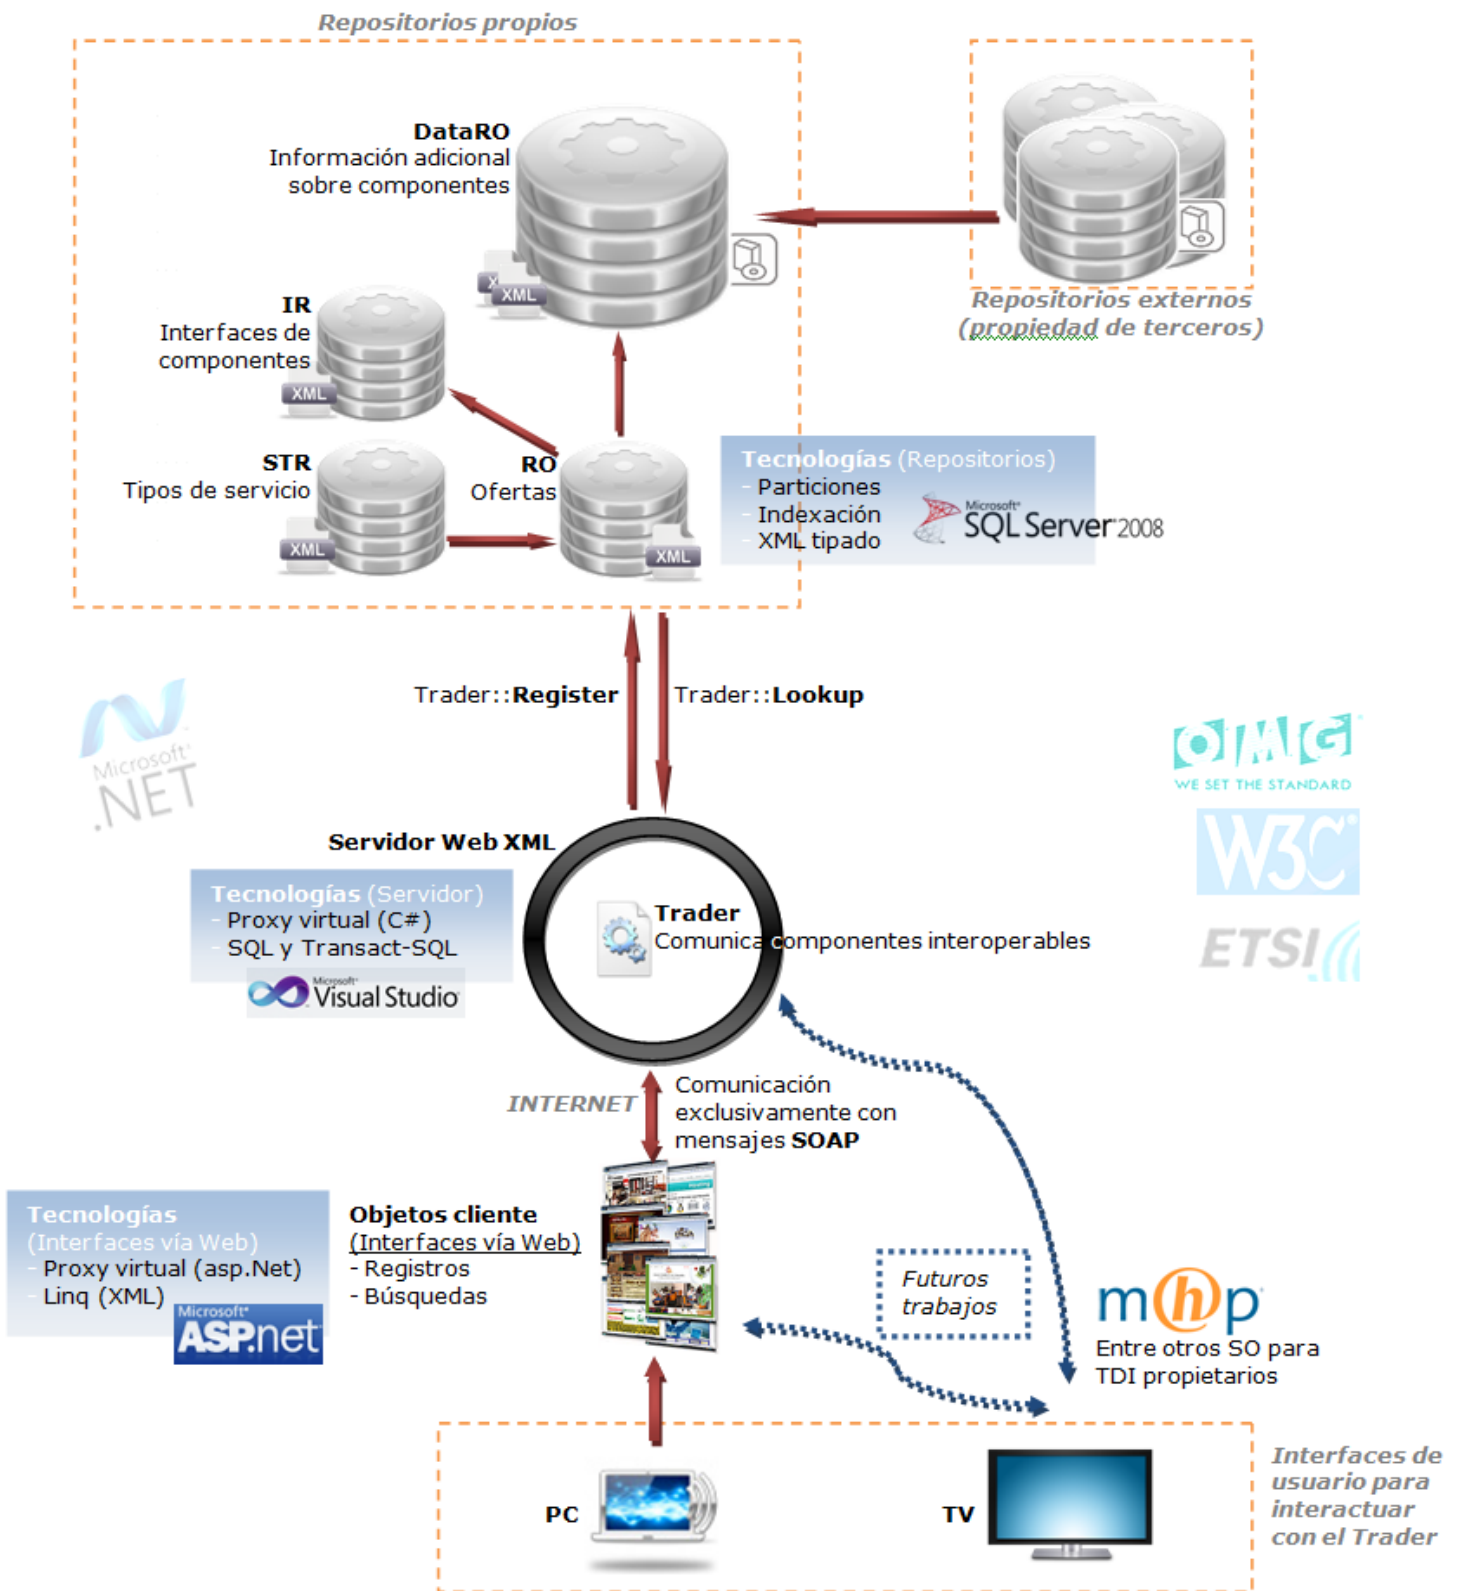 Repositorios propios
DataRO
Información adicional
sobre componentes
XML
IR
Interfaces de
componentes
XML
STR
Tipos de servicio
XML
RO
Ofertas
XML
Repositorios externos
(propiedad de terceros)
Tecnologías (Repositorios)
- Particiones
- Indexación
- XML tipado
Microsoft®
SQL Server® 2008
Trader::Register
Trader::Lookup
Microsoft®
.NET
OMG
WE SET THE STANDARD
W3C®
ETSI
Servidor Web XML
Tecnologías (Servidor)
- Proxy virtual (C#)
- SQL y Transact-SQL
Microsoft®
Visual Studio®
Trader
Comunica componentes interoperables
INTERNET
Comunicación
exclusivamente con
mensajes SOAP
Tecnologías
(Interfaces vía Web)
- Proxy virtual (asp.Net)
- Linq (XML)
Microsoft®
ASP.net
Objetos cliente
(Interfaces vía Web)
- Registros
- Búsquedas
Futuros
trabajos
mhp
Entre otros SO para
TDI propietarios
PC
TV
Interfaces de
usuario para
interactuar
con el Trader